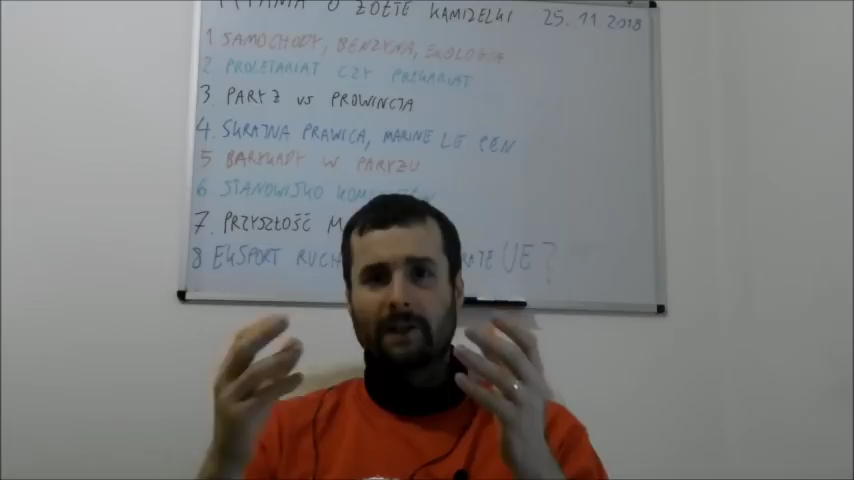 PYTANIA O ŻÓŁTE KAMIZELKI 25.11.2018
1 SAMOCHODY, BENZYNA, EKOLOGIA
2 PROLETARIAT CZY PREKARIAT
3 PARYŻ vs PROWINCJA
4 SKRAJNA PRAWICA, MARINE LE PEN
5 BARYKADY W PARYŻU
6 STANOWISKO
7. PRZYSZŁOŚĆ
8 EKSPORT UE?